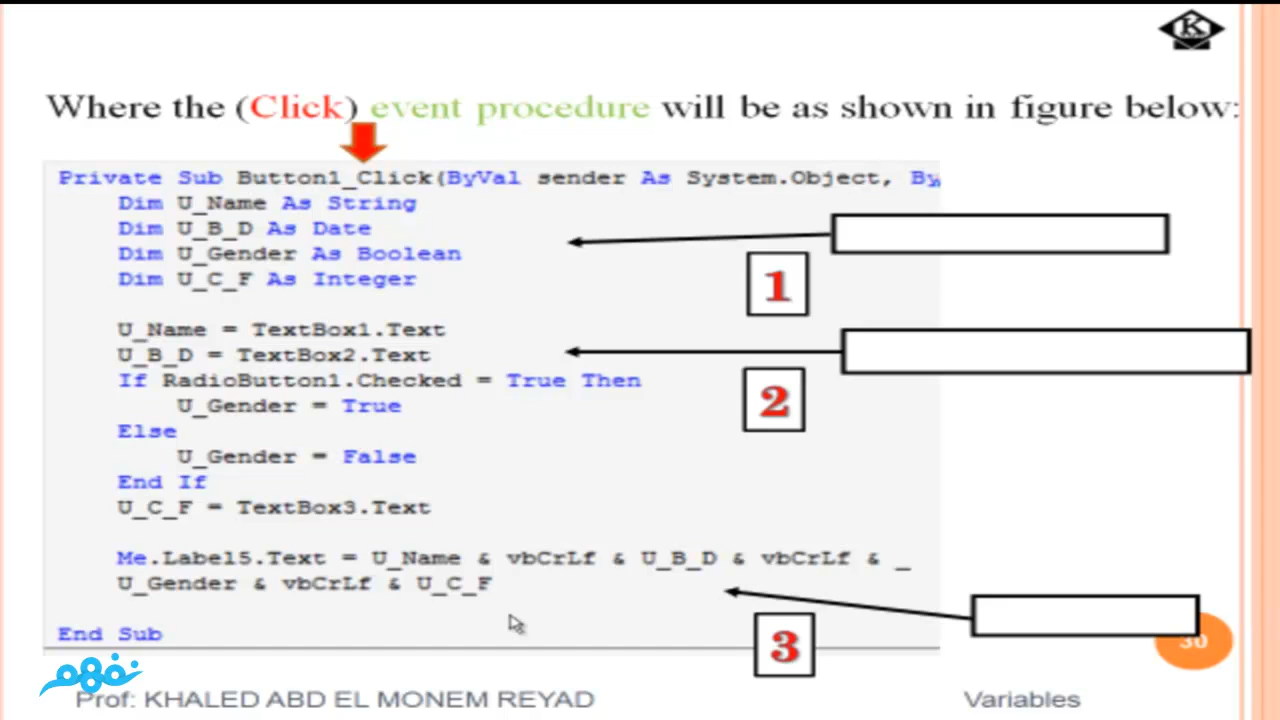 K
Where the (Click) event procedure will be as shown in figure below:
Private Sub Button1_Click(ByVal sender As System.Object, By
Dim U_Name As String
Dim U_B_D As Date
Dim U_Gender As Boolean
Dim U_C_F As Integer
1
U_Name = TextBox1.Text
U_B_D = TextBox2.Text
If RadioButton1.Checked = True Then
U_Gender = True
2
Else
U_Gender = False
End If
U_C_F = TextBox3.Text
Me.Label5.Text = U_Name & vbCrLf & U_B_D & vbCrLf & _
U_Gender & vbCrLf & U_C_F
3
End Sub
30
نفهم
Prof: KHALED ABD EL MONEM REYAD
Variables